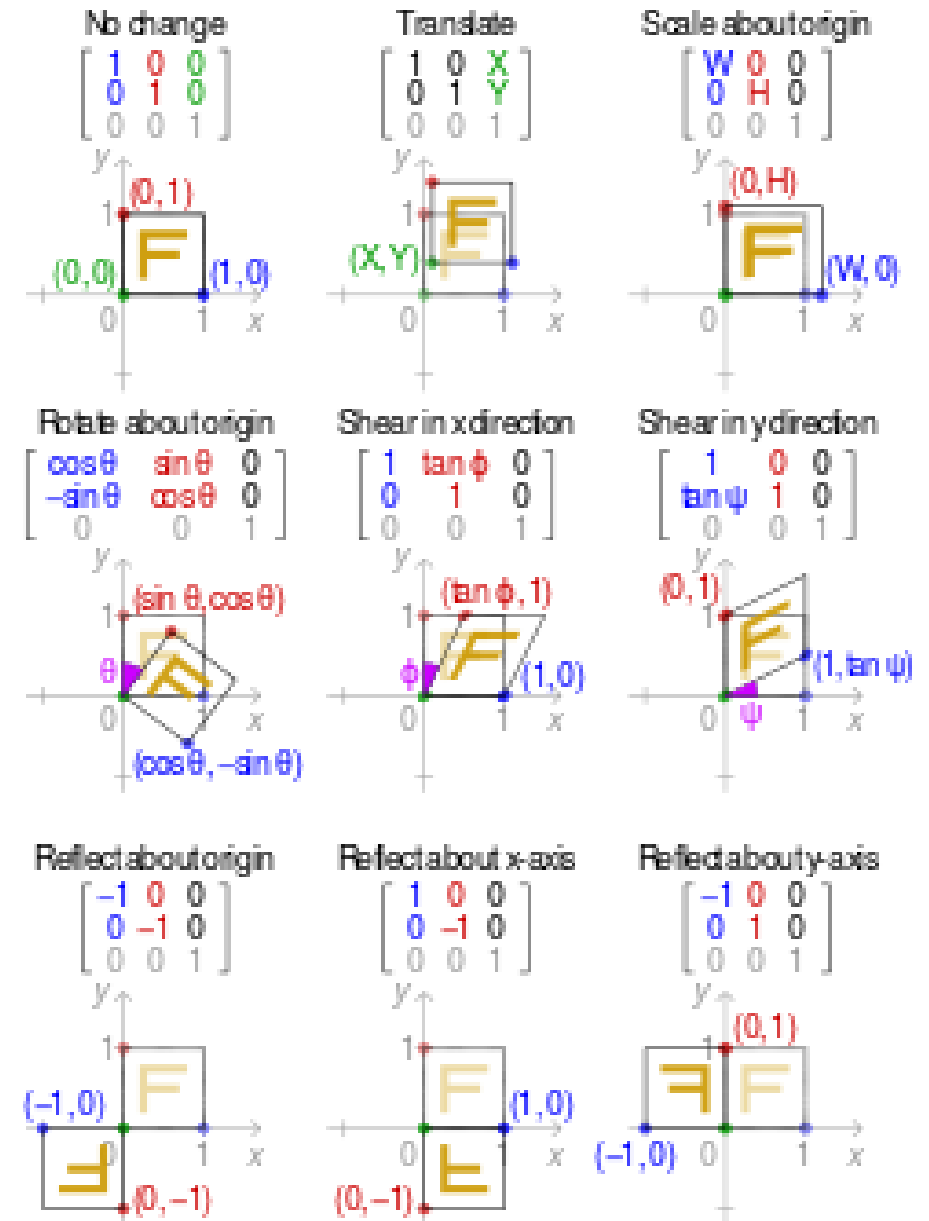 No change
1 0 0
0 1 0
0 0 1
y
(0,1)
1
F
(0,0)
(1,0)
0
1
x
Translate
1 0 X
0 1 Y
0 0 1
y
1
F
F
(X,Y)
0
1
x
Scale about origin
W 0 0
0 H 0
0 0 1
y
(0,H)
1
F
F
(W,0)
0
1
x
Rotate about origin
cos θ sin θ 0
−sin θ cos θ 0
0 0 1
y
(sin θ,cos θ)
1
F
F
θ
0
1
x
(cos θ, −sin θ)
Shear in x direction
1 tan ϕ 0
0 1 0
0 0 1
y
(tan ϕ, 1)
1
F
F
ϕ
(1,0)
0
1
x
Shear in y direction
1 0 0
tan ψ 1 0
0 0 1
y
(0,1)
1
F
F
(1,tan ψ)
0
ψ
1
x
Reflect about origin
−1 0 0
0 −1 0
0 0 1
y
1
F
(−1,0)
0
1
x
F
(0,−1)
Reflect about x-axis
1 0 0
0 −1 0
0 0 1
y
1
F
(1,0)
0
1
x
F
(0,−1)
Reflect about y-axis
−1 0 0
0 1 0
0 0 1
y
(0,1)
1
F
F
(−1,0)
0
1
x